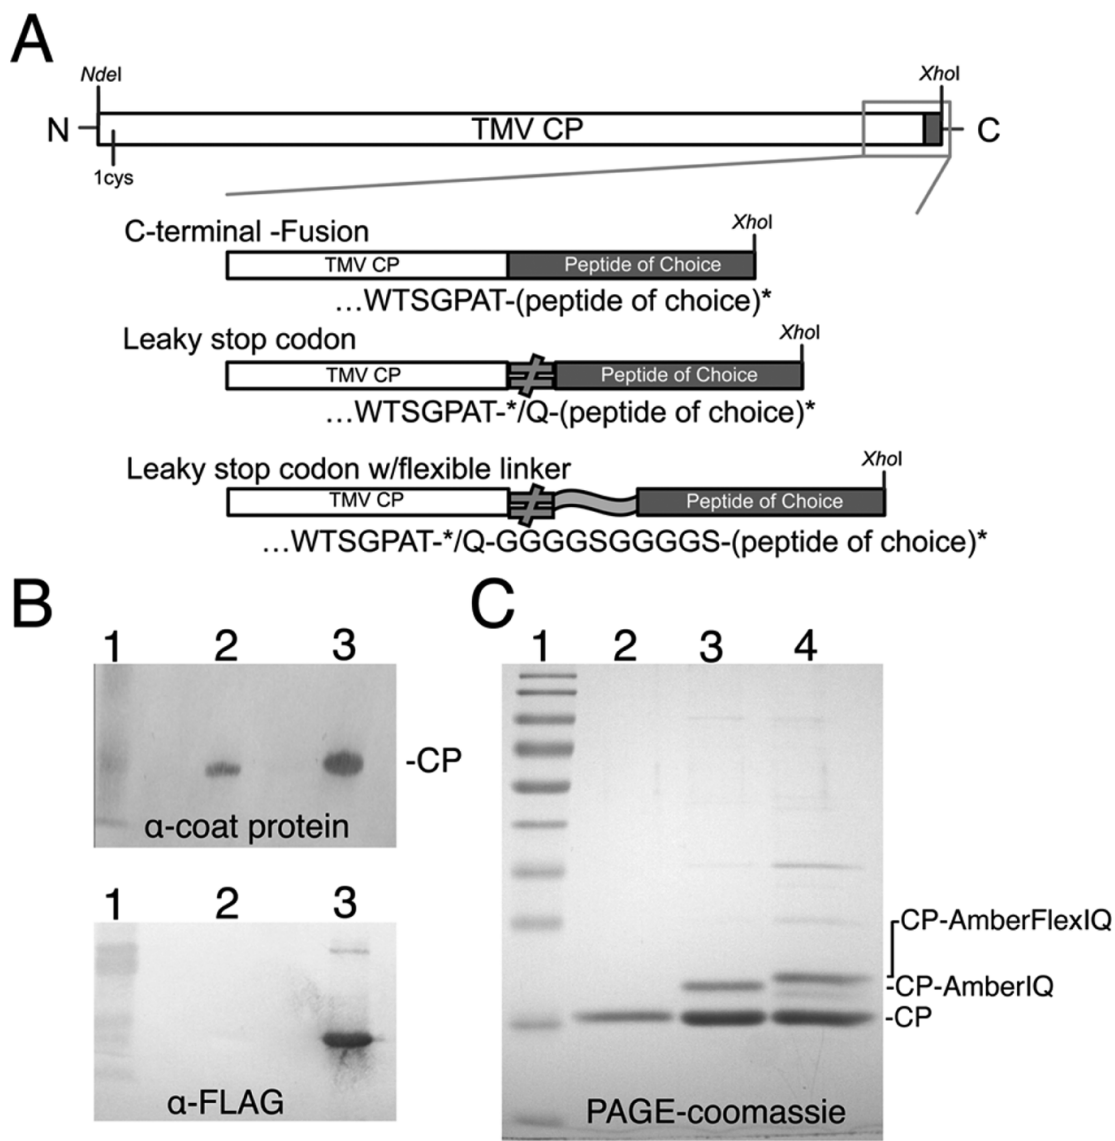 A
NdeI
XhoI
N
TMV CP
C
1cys
C-terminal -Fusion
XhoI
TMV CP
Peptide of Choice
...WTSGPAT-(peptide of choice)*
Leaky stop codon
XhoI
TMV CP
Peptide of Choice
...WTSGPAT-*/Q-(peptide of choice)*
Leaky stop codon w/flexible linker
XhoI
TMV CP
Peptide of Choice
...WTSGPAT-*/Q-GGGGSGGGGS-(peptide of choice)*
B
1 2 3
-CP
α-coat protein
1 2 3
α-FLAG
C
1 2 3 4
CP-AmberFlexIQ
-CP-AmberIQ
-CP
PAGE-coomassie